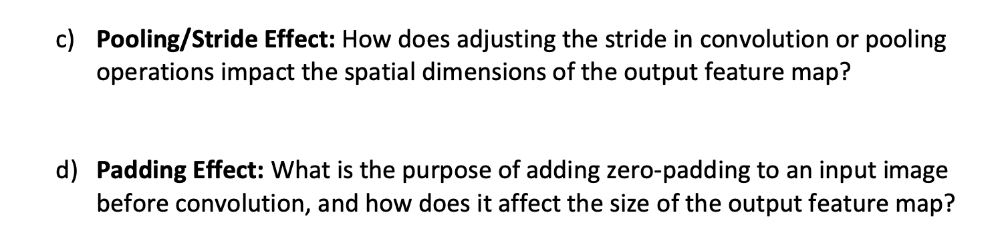 c) Pooling/Stride Effect: How does adjusting the stride in convolution or pooling
operations impact the spatial dimensions of the output feature map?
d) Padding Effect: What is the purpose of adding zero-padding to an input image
before convolution, and how does it affect the size of the output feature map?